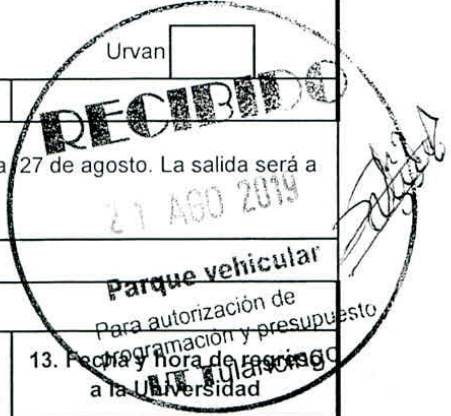 Urvan
RECIBIDO
a 27 de agosto. La salida será a
21 AGO 2019
Parque vehicular
Para autorización de
programación y presupuesto
13. Fecha y hora de regreso
a la Universidad
UTTulancingo